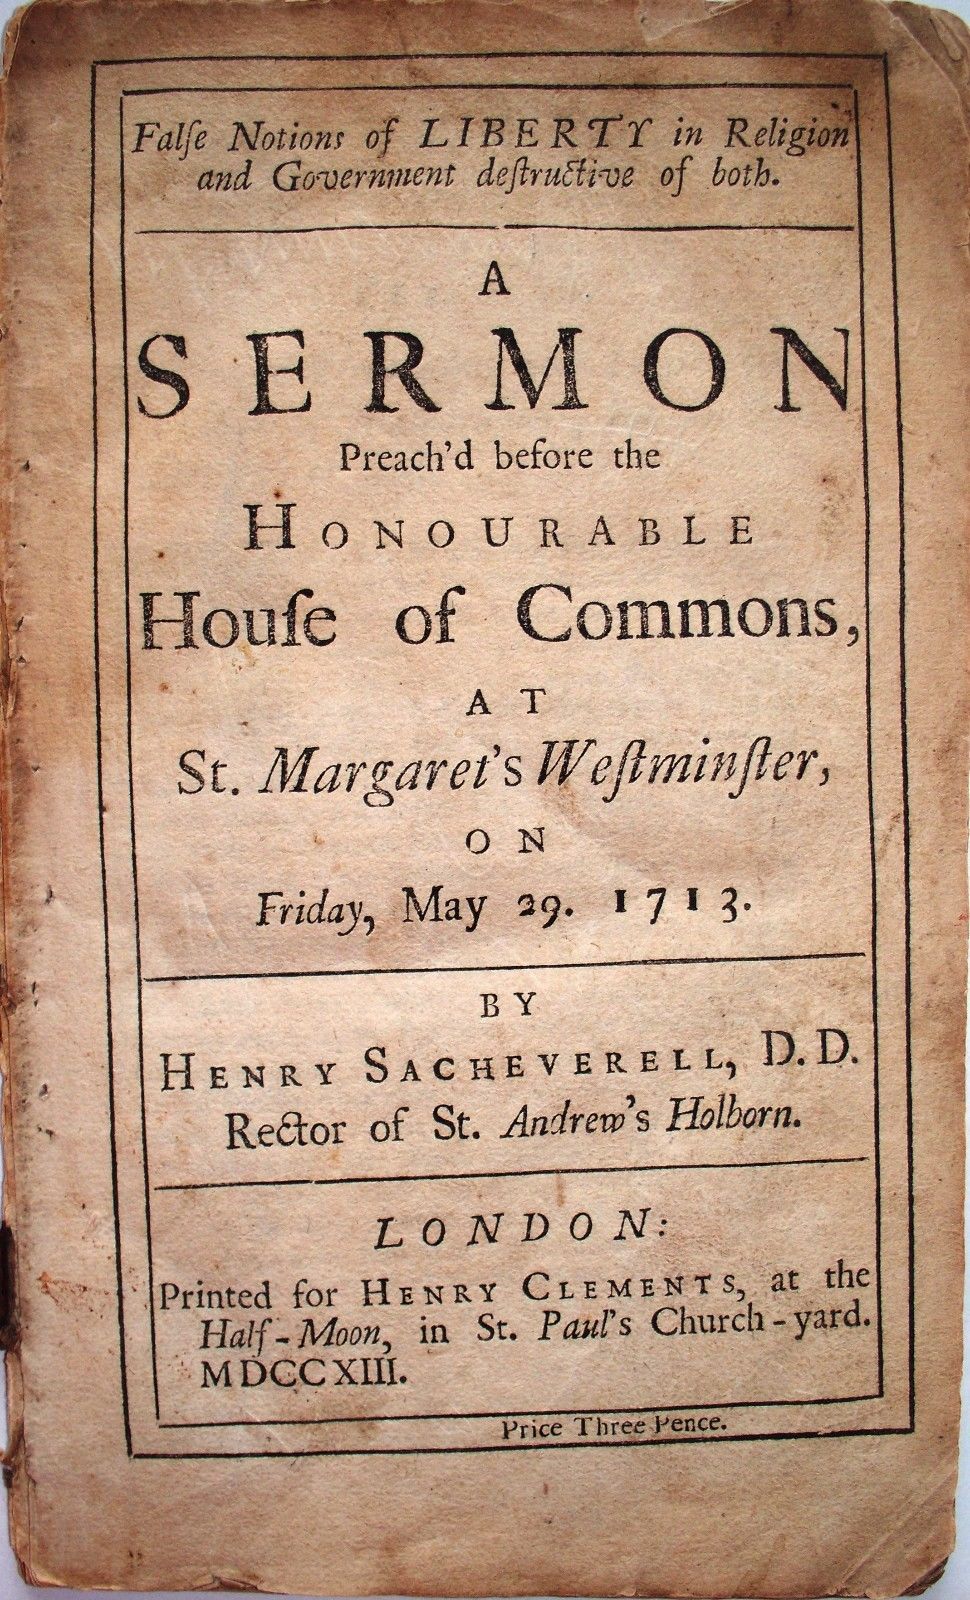 Falſe Notions of LIBERTY in Religion
and Government deſtructive of both.
A
SERMON
Preach'd before the
HONOURABLE
Houſe of Commons,
AT
St. Margaret's Weſtminſter,
ON
Friday, May 29. 1713.
BY
HENRY SACHEVERELL, D.D.
Rector of St. Andrew's Holborn.
LONDON:
Printed for HENRY CLEMENTS, at the
Half-Moon, in St. Paul's Church-yard.
MDCCXIII.
Price Three Pence.